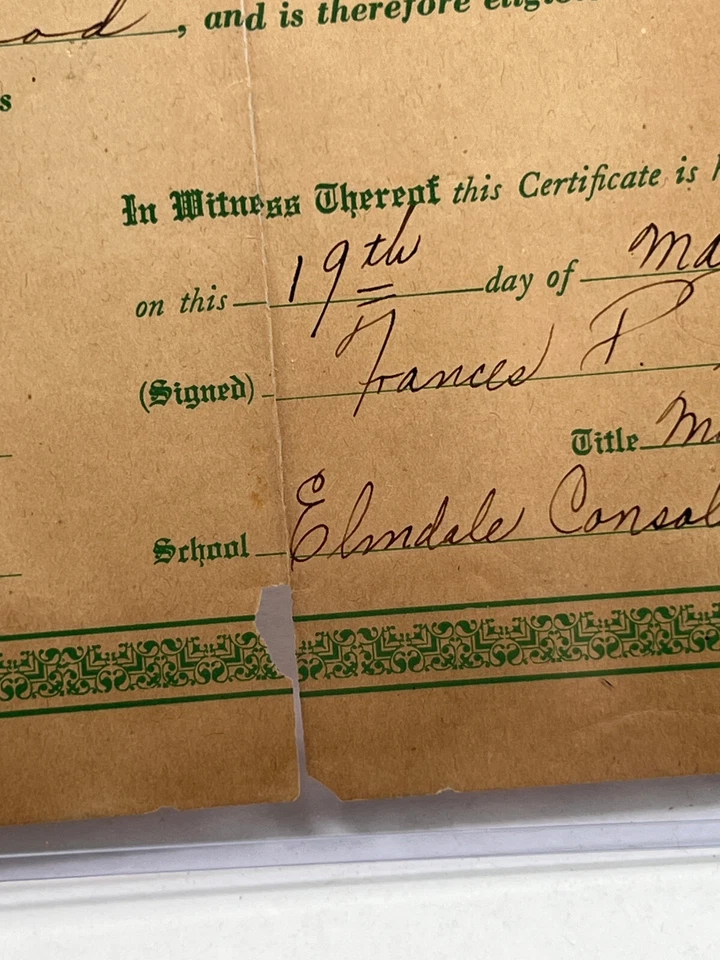 , and is therefore
s
In Witness Thereof this Certificate is
on this 19th day of
(Signed) Frances P.
Title
School Elmdale